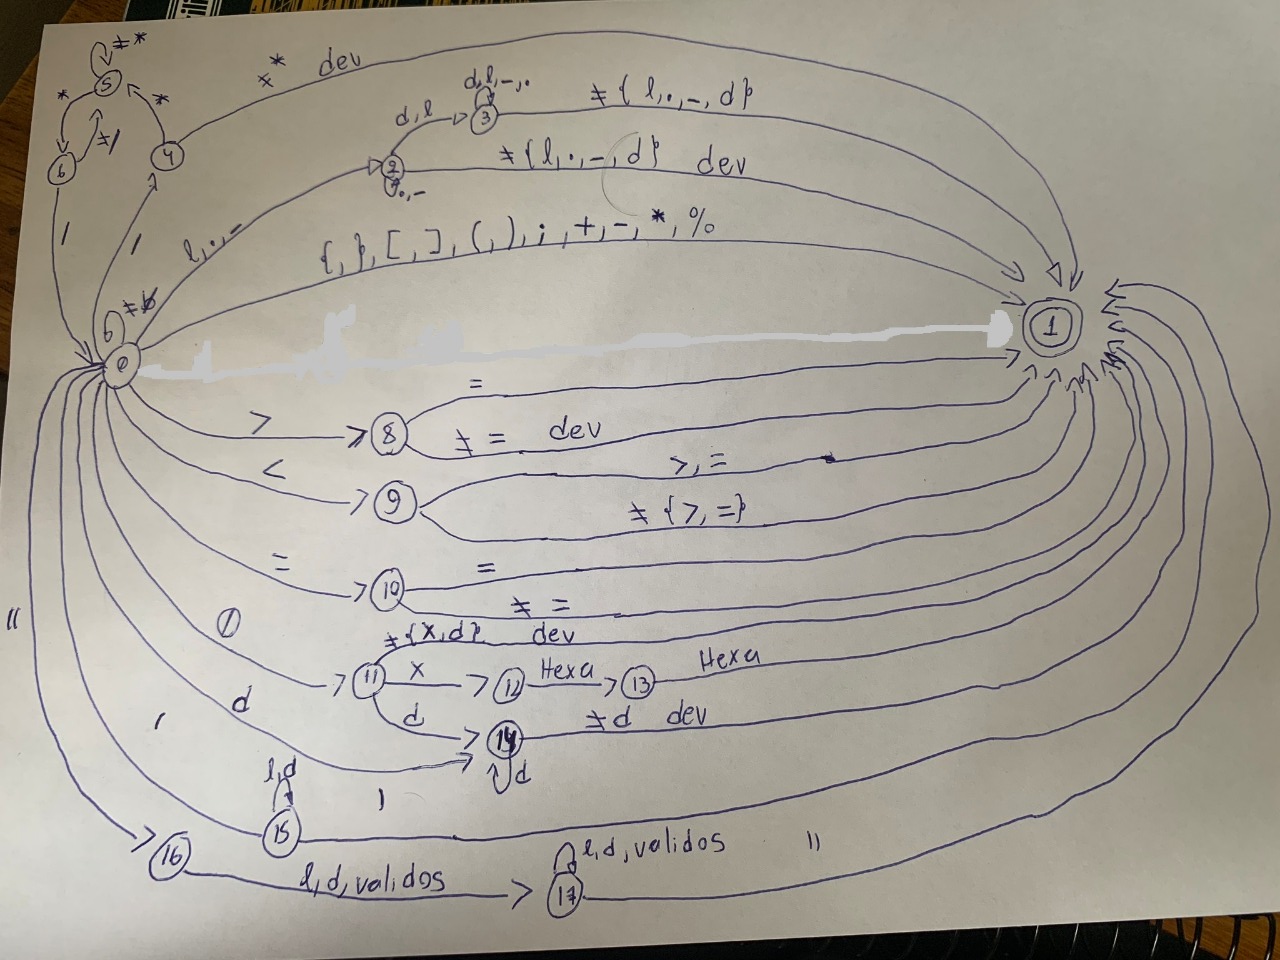 ≠ *
5
*
*
≠ /
6
4
/
/
≠ * dev
d, l
d, l, -, .
3
≠ { l, ., -, d }
2
., -
≠ { l, ., -, d } dev
l, ., -
{, }, [, ], (, ), ;, +, -, *, %
≠
0
1
>
8
=
≠ = dev
<
9
>, =
≠ { >, = }
=
10
=
≠ =
0
11
≠ { x, d } dev
x
12
Hexa
13
Hexa
d
d
14
≠ d dev
d
'
l, d
15
'
"
16
l, d, validos
l, d, validos
17
"